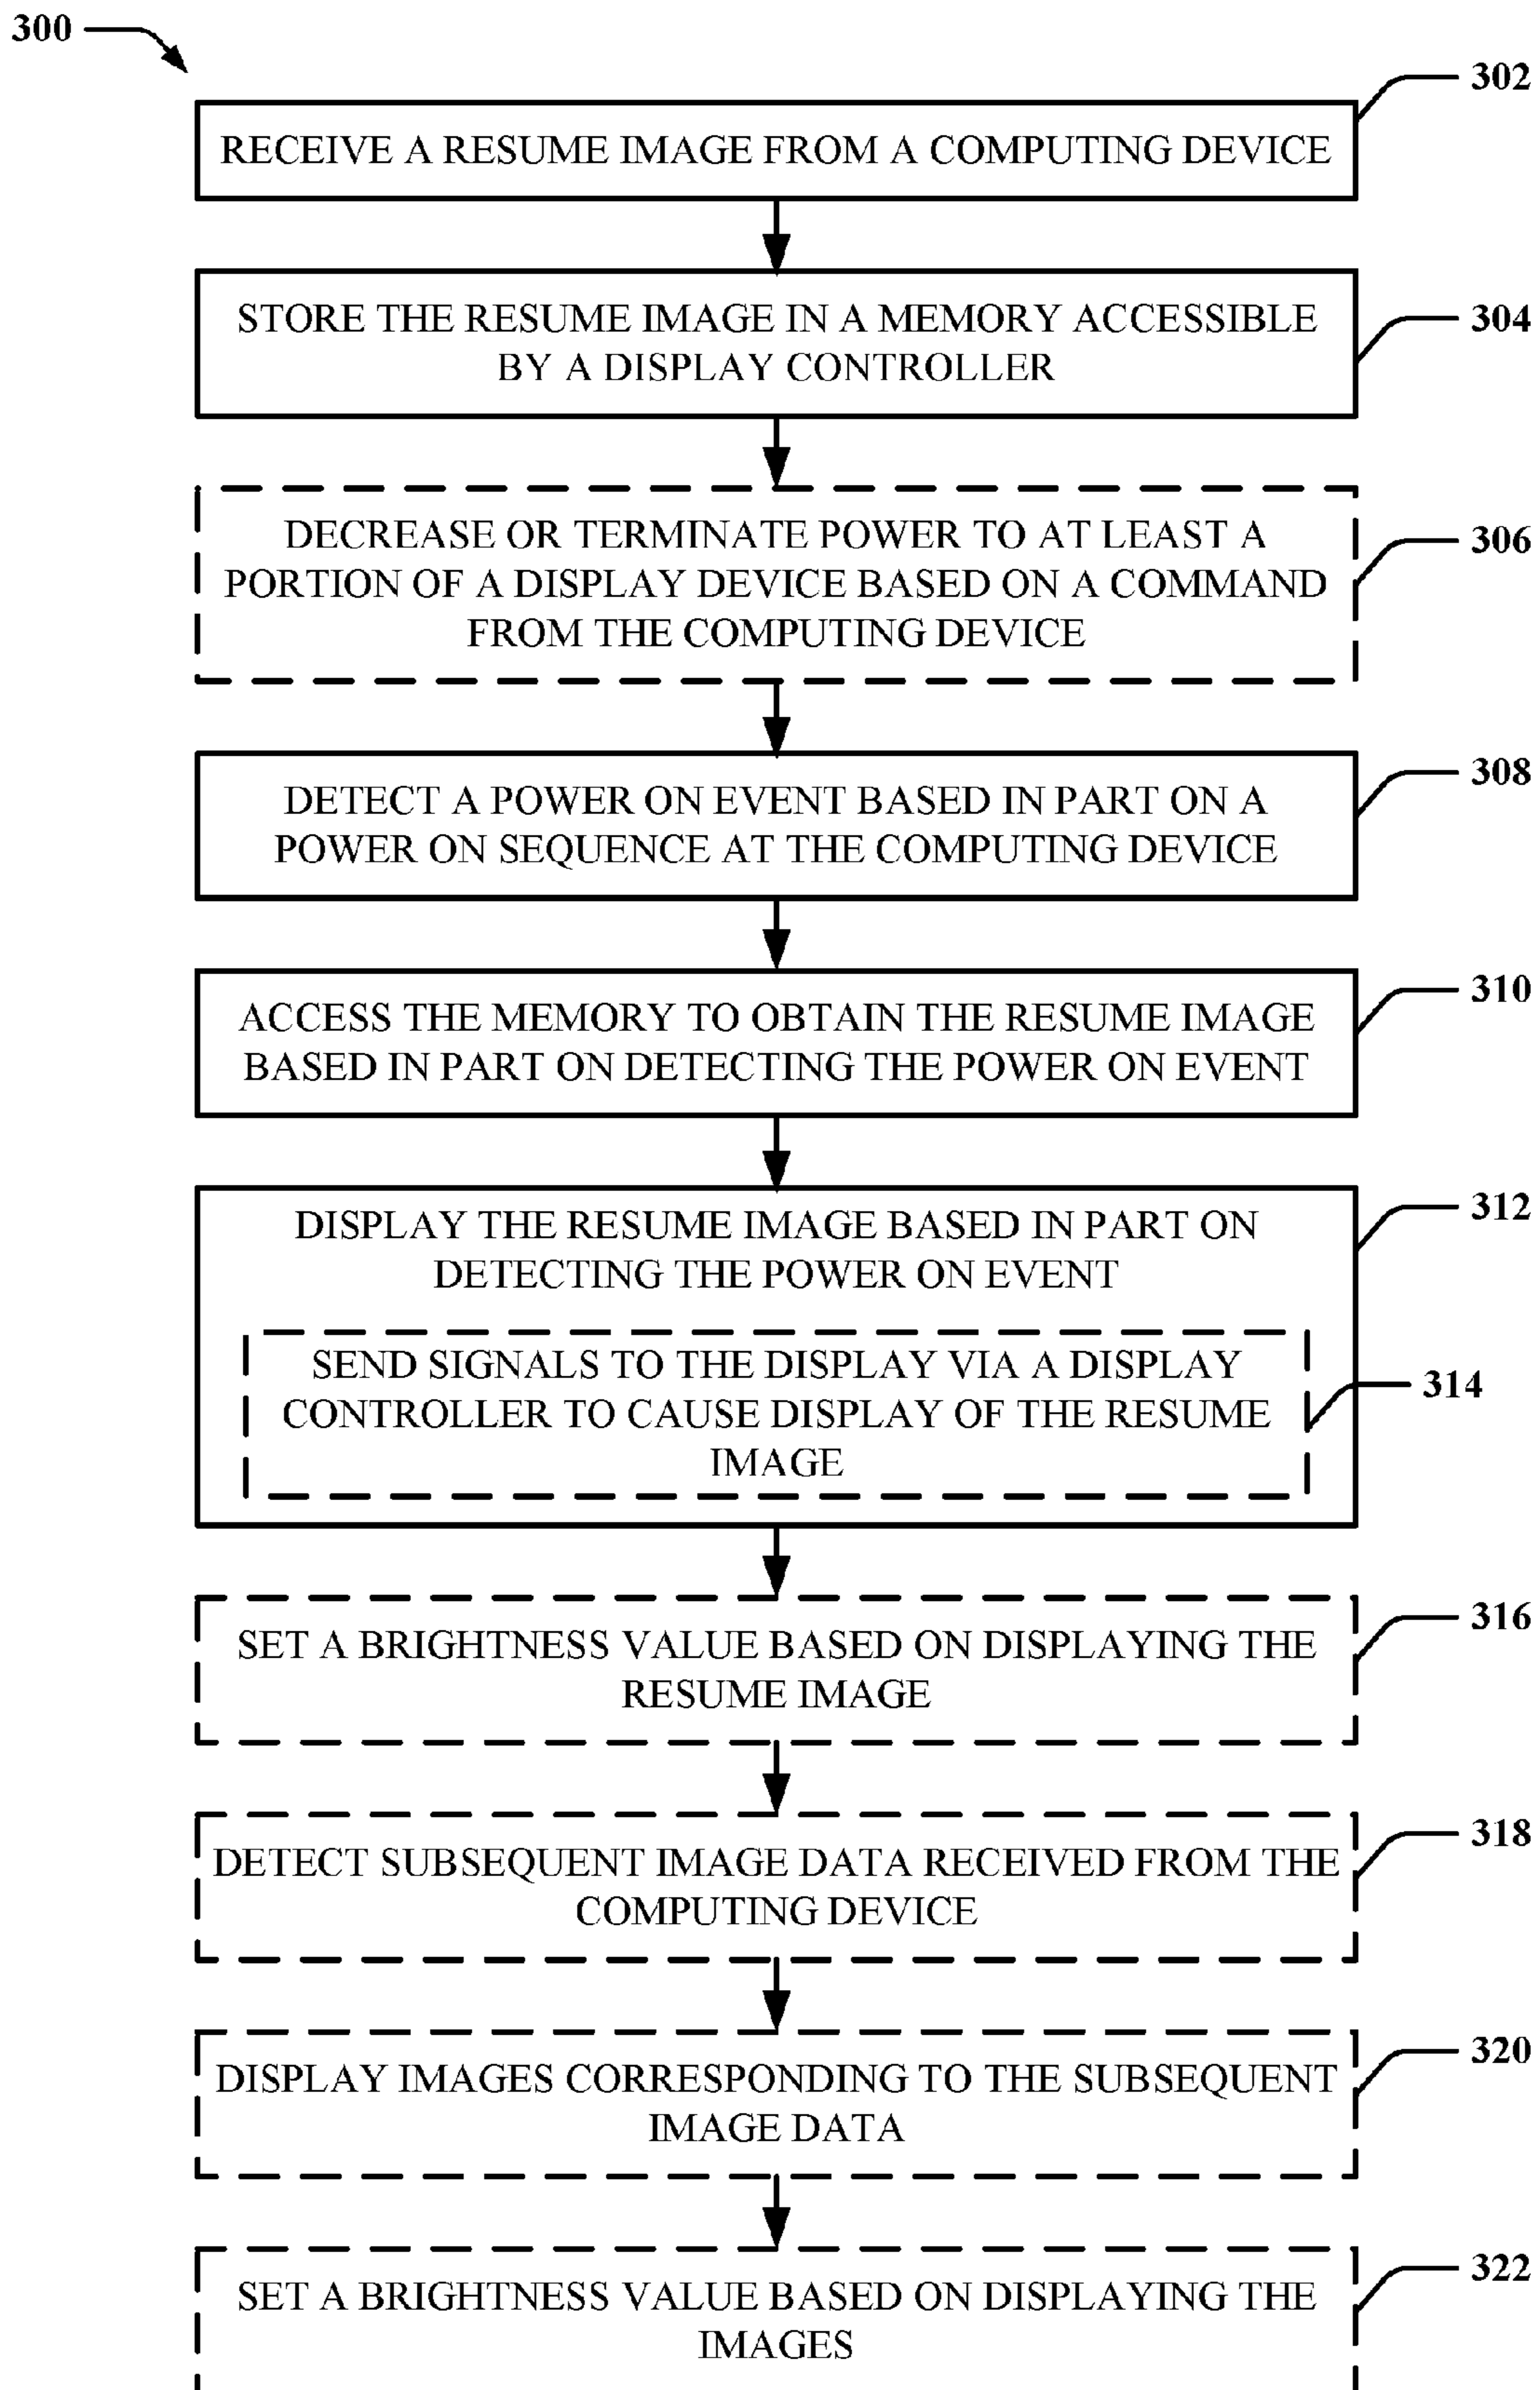 300
302
RECEIVE A RESUME IMAGE FROM A COMPUTING DEVICE
304
STORE THE RESUME IMAGE IN A MEMORY ACCESSIBLE
BY A DISPLAY CONTROLLER
306
DECREASE OR TERMINATE POWER TO AT LEAST A
PORTION OF A DISPLAY DEVICE BASED ON A COMMAND
FROM THE COMPUTING DEVICE
308
DETECT A POWER ON EVENT BASED IN PART ON A
POWER ON SEQUENCE AT THE COMPUTING DEVICE
310
ACCESS THE MEMORY TO OBTAIN THE RESUME IMAGE
BASED IN PART ON DETECTING THE POWER ON EVENT
312
DISPLAY THE RESUME IMAGE BASED IN PART ON
DETECTING THE POWER ON EVENT
314
SEND SIGNALS TO THE DISPLAY VIA A DISPLAY
CONTROLLER TO CAUSE DISPLAY OF THE RESUME
IMAGE
316
SET A BRIGHTNESS VALUE BASED ON DISPLAYING THE
RESUME IMAGE
318
DETECT SUBSEQUENT IMAGE DATA RECEIVED FROM THE
COMPUTING DEVICE
320
DISPLAY IMAGES CORRESPONDING TO THE SUBSEQUENT
IMAGE DATA
322
SET A BRIGHTNESS VALUE BASED ON DISPLAYING THE
IMAGES